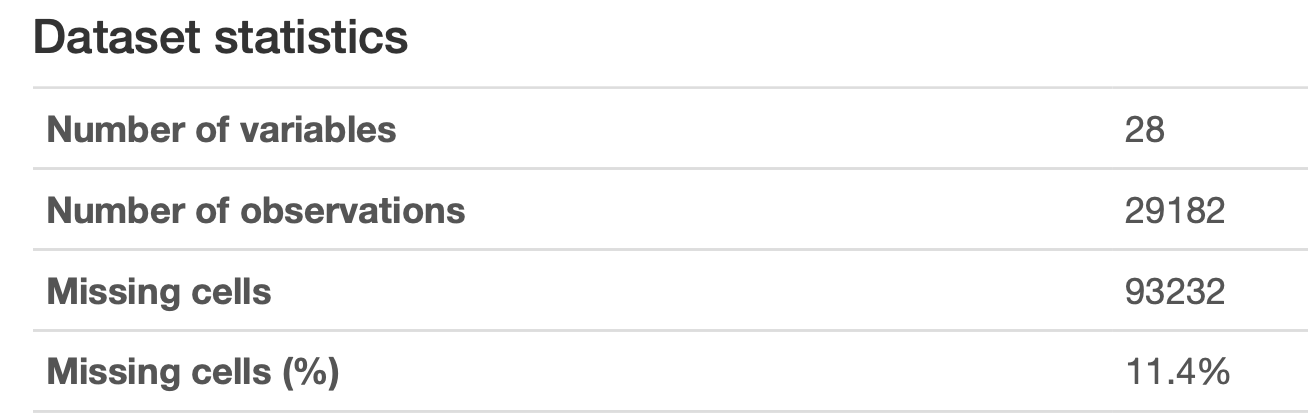 Dataset statistics
Number of variables 28
Number of observations 29182
Missing cells 93232
Missing cells (%) 11.4%